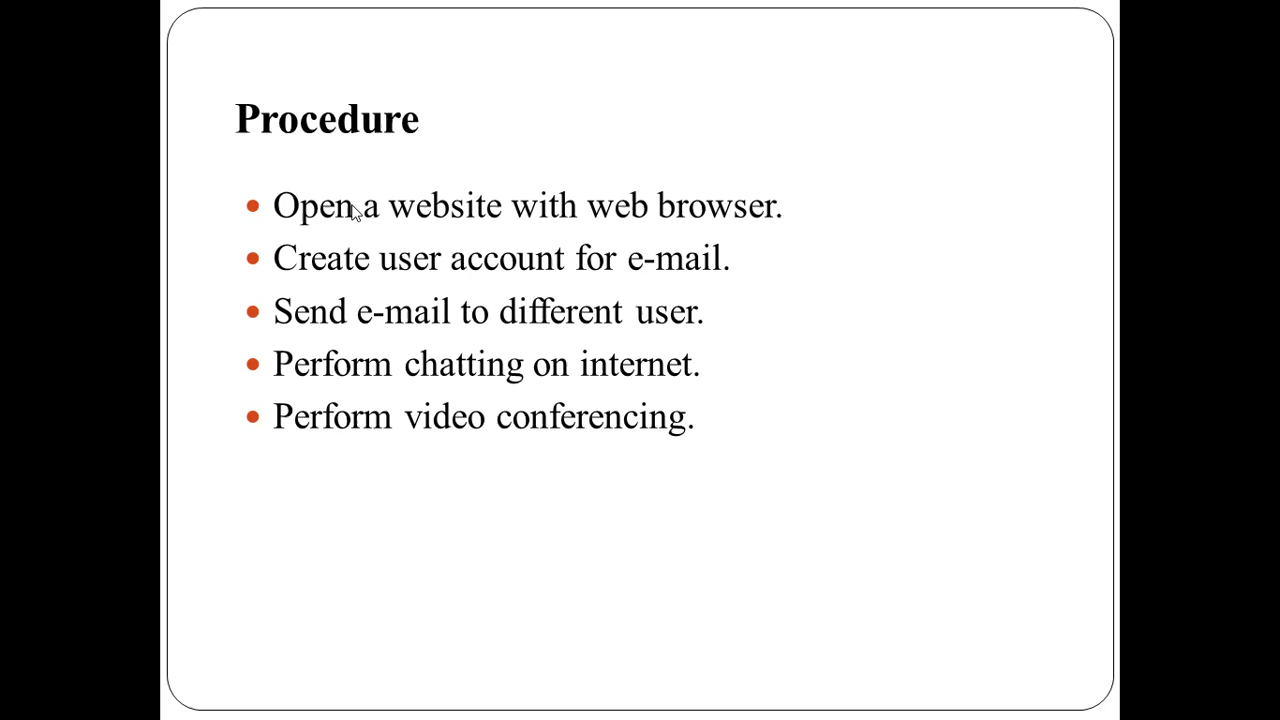 Procedure
Open a website with web browser.
Create user account for e-mail.
Send e-mail to different user.
Perform chatting on internet.
Perform video conferencing.